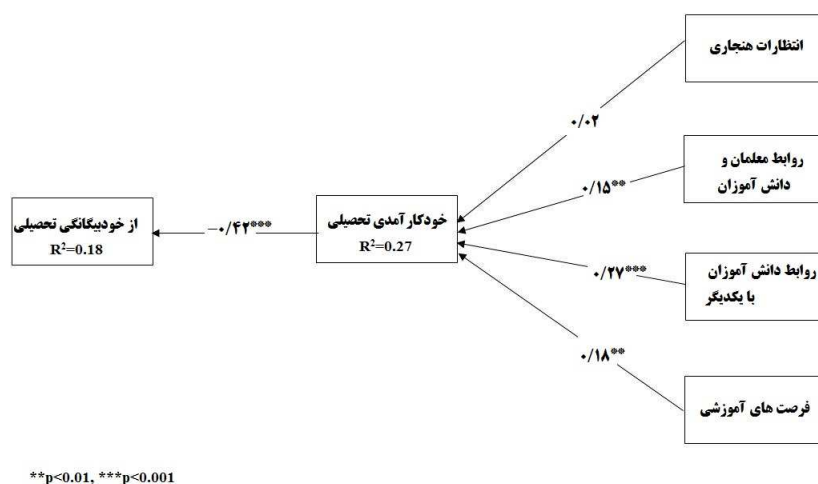 انتظارات هنجاری
۰/۰۲
روابط معلمان و
دانش آموزان
۰/۱۵**
از خودبیگانگی تحصیلی
R²=0.18
−۰/۴۲***
خودکارآمدی تحصیلی
R²=0.27
روابط دانش آموزان
با یکدیگر
۰/۲۷***
۰/۱۸**
فرصت های آموزشی
**p<0.01, ***p<0.001